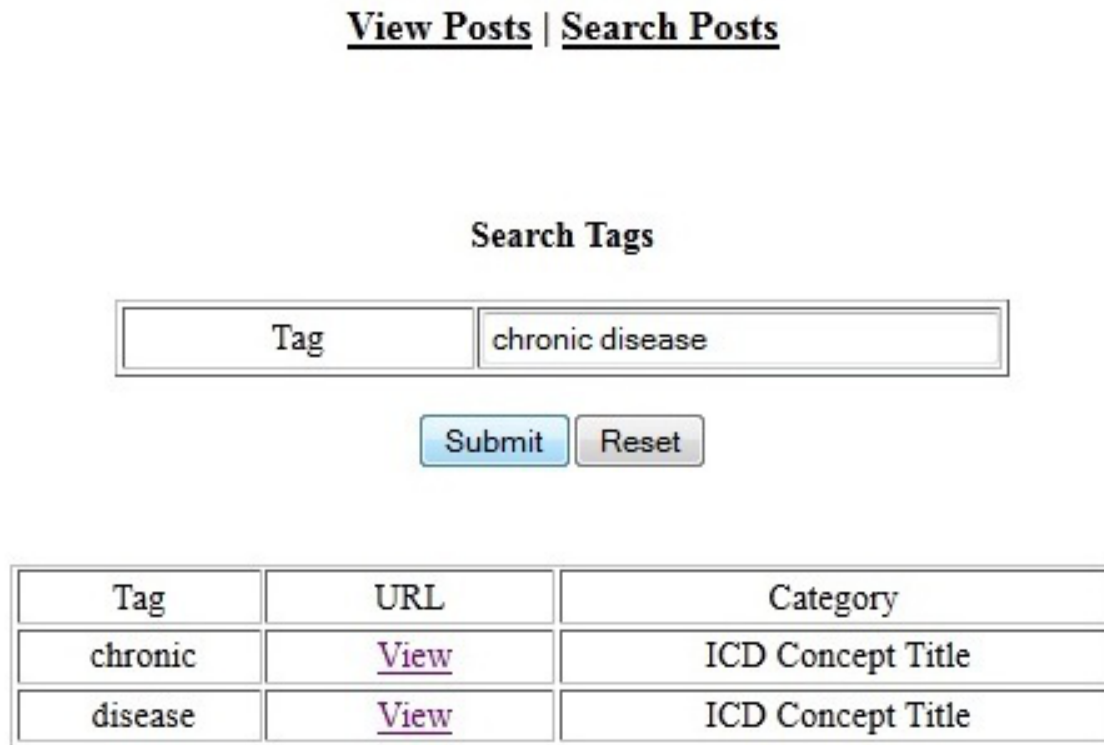 View Posts | Search Posts
Search Tags
Tag chronic disease
Submit Reset
Tag URL Category
chronic View ICD Concept Title
disease View ICD Concept Title